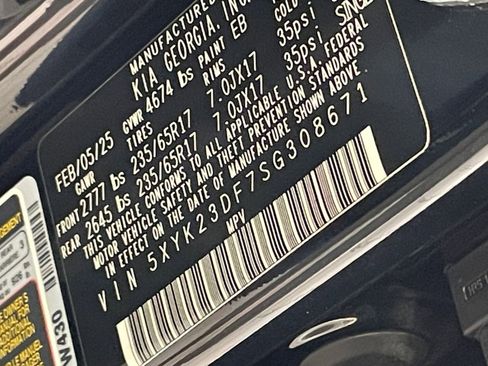 MANUFACTURED
KIA GEORGIA, INC.
FEB/05/25 GVWR 4674 lbs PAINT EB
GAWR TIRES RIMS COLD
FRONT 2777 lbs 235/65R17 7.0JX17 35psi
REAR 2645 lbs 235/65R17 7.0JX17 35psi SINGLE
THIS VEHICLE CONFORMS TO ALL APPLICABLE U.S.A. FEDERAL
MOTOR VEHICLE SAFETY AND THEFT PREVENTION STANDARDS
IN EFFECT ON THE DATE OF MANUFACTURE SHOWN ABOVE.
VIN 5XYK23DF7SG308671
MPV
W430
INFORMATION